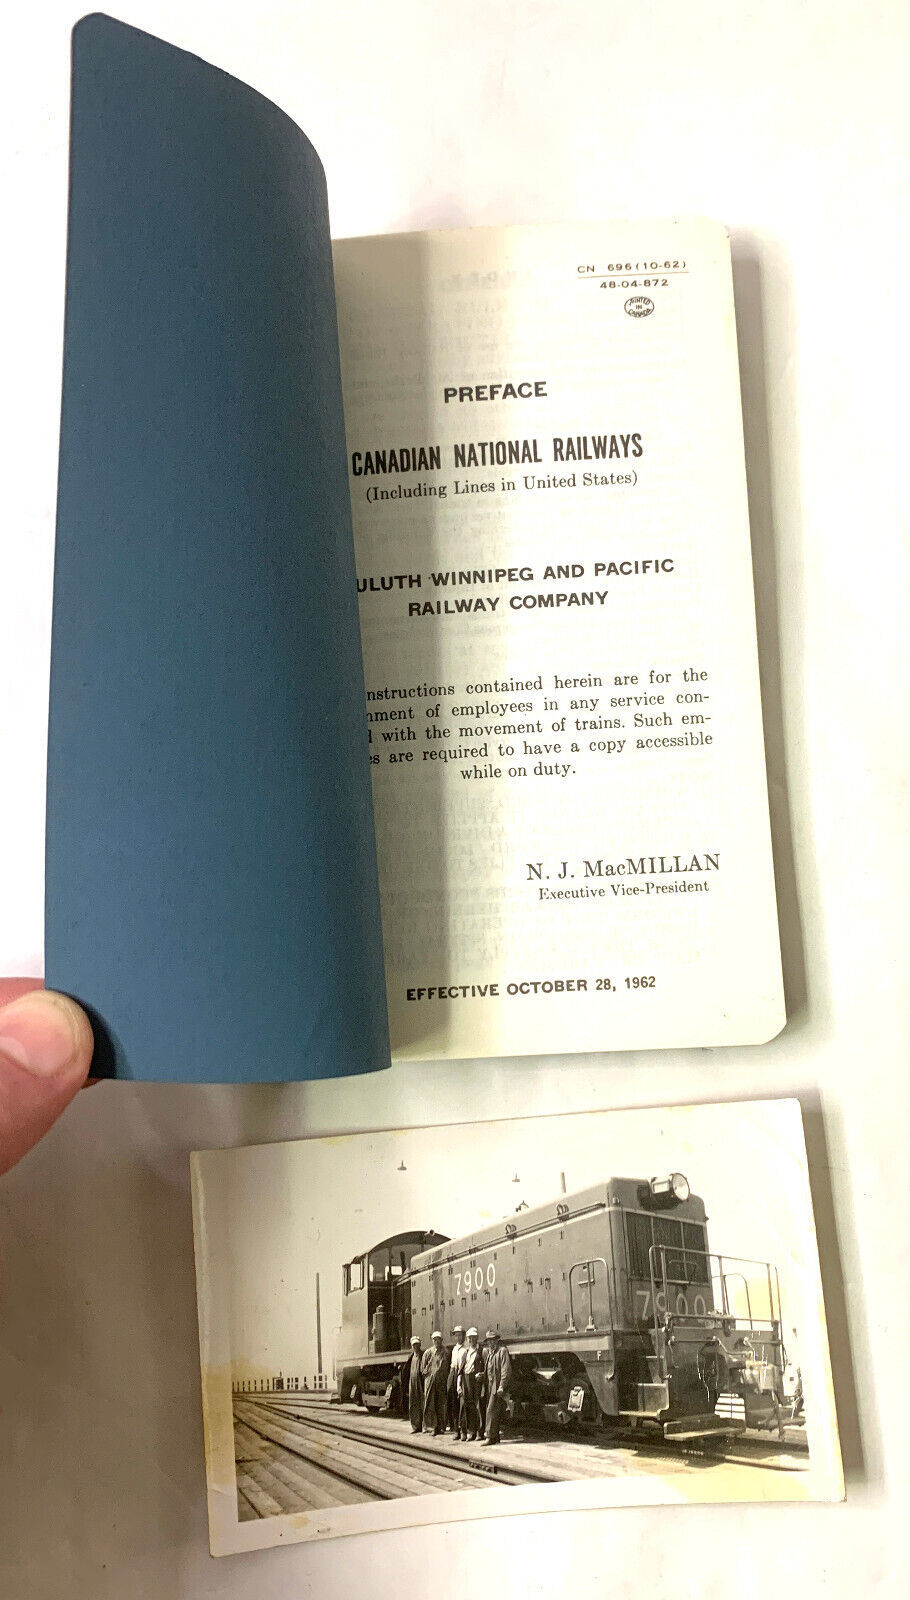 CN 696 (10-62)
48-04-872
PRINTED
IN
CANADA
PREFACE
CANADIAN NATIONAL RAILWAYS
(Including Lines in United States)
ULUTH WINNIPEG AND PACIFIC
RAILWAY COMPANY
nstructions contained herein are for the
nment of employees in any service con-
d with the movement of trains. Such em-
es are required to have a copy accessible
while on duty.
N. J. MacMILLAN
Executive Vice-President
EFFECTIVE OCTOBER 28, 1962
7900
7900
F